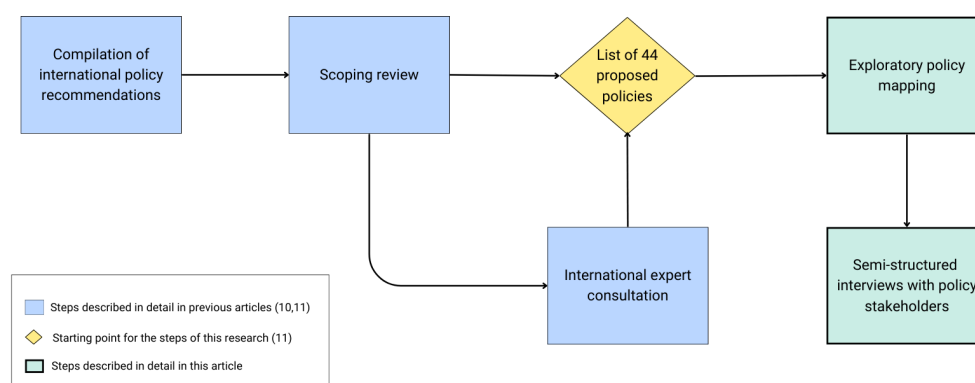 Compilation of
international policy
recommendations
Scoping review
List of 44
proposed
policies
Exploratory policy
mapping
International expert
consultation
Semi-structured
interviews with policy
stakeholders
Steps described in detail in previous articles (10,11)
Starting point for the steps of this research (11)
Steps described in detail in this article